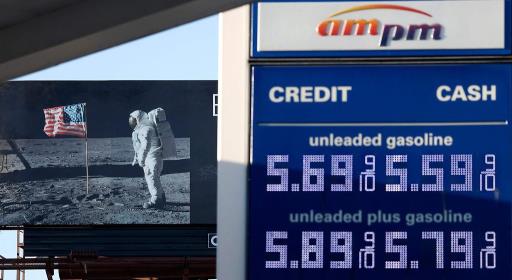 ampm
CREDIT CASH
unleaded gasoline
5.69 9/10 5.59 9/10
unleaded plus gasoline
5.89 9/10 5.79 9/10